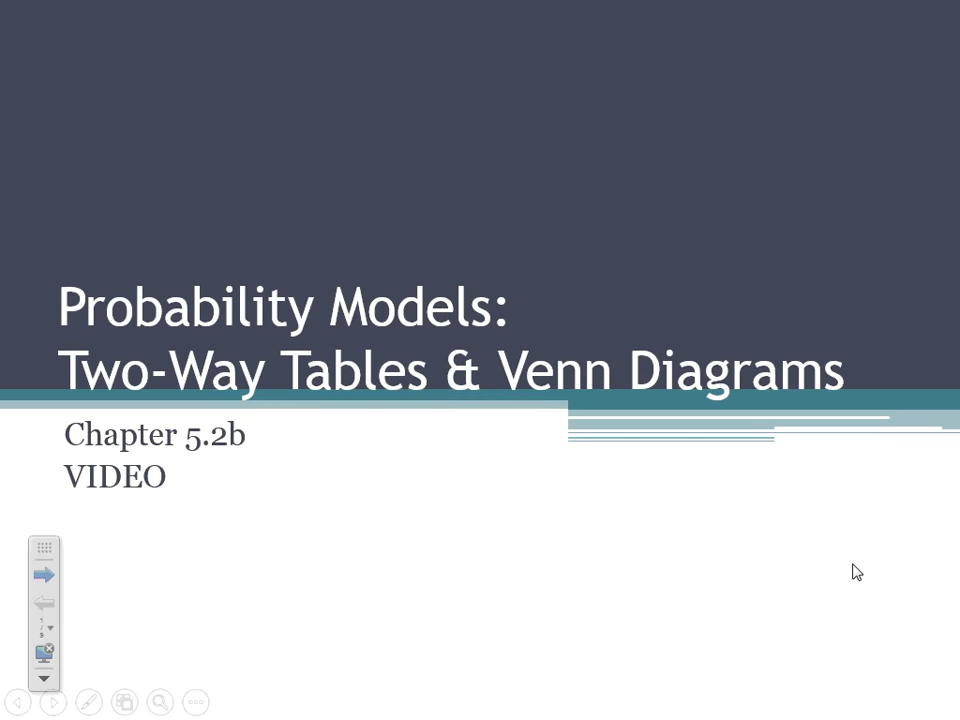 Probability Models:
Two-Way Tables & Venn Diagrams
Chapter 5.2b
VIDEO